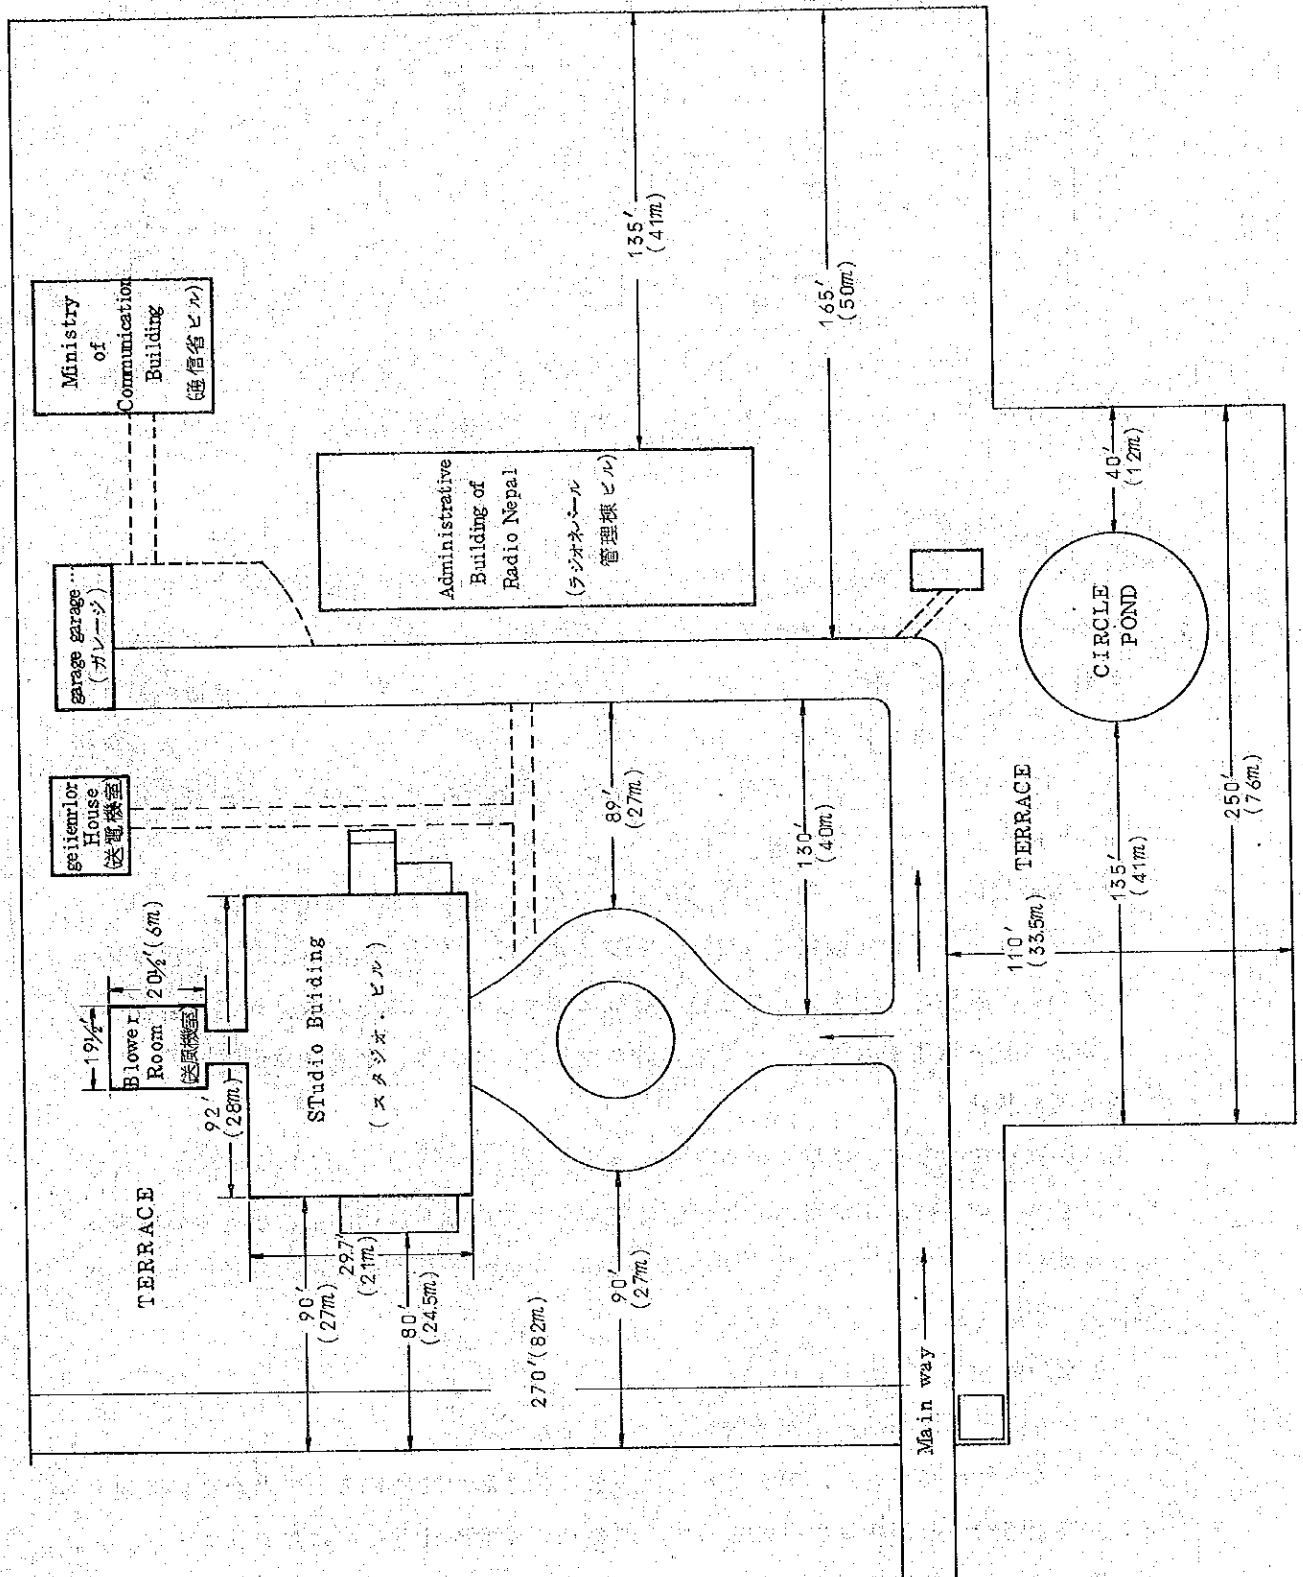 Ministry
of
Communication
Building
(通信省ビル)
135′
(41m)
165′
(50m)
garage garage…
(ガレージ)
Administrative
Building of
Radio Nepal
(ラジオネパール
管理棟ビル)
40′
(12m)
CIRCLE
POND
geiienrlor
House
(送電機室)
89′
(27m)
130′
(40m)
TERRACE
250′
(76m)
135′
(41m)
110′
(33.5m)
20½′(6m)
19½′
Blower
Room
(送風機室)
92′
(28m)
STudio Buiding
(スタジオ.ビル)
TERRACE
29.7′
(21m)
90′
(27m)
80′
(24.5m)
90′
(27m)
270′(82m)
Main way